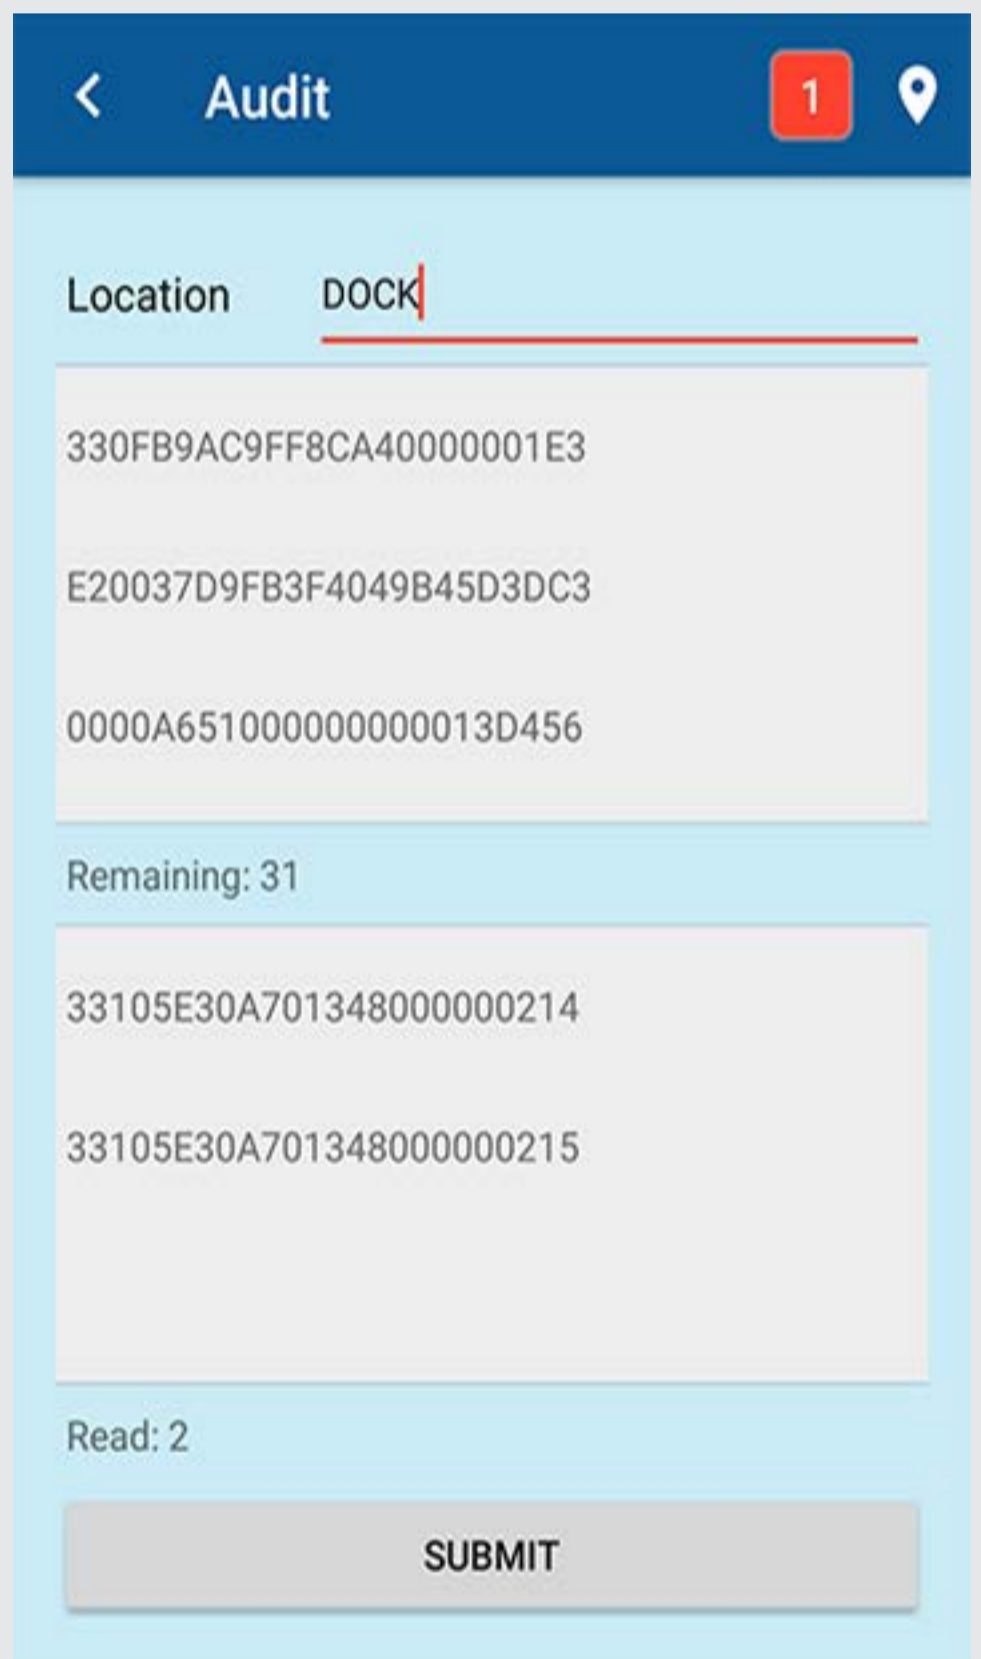 Audit 1
Location DOCK
330FB9AC9FF8CA40000001E3
E20037D9FB3F4049B45D3DC3
0000A651000000000013D456
Remaining: 31
33105E30A701348000000214
33105E30A701348000000215
Read: 2
SUBMIT